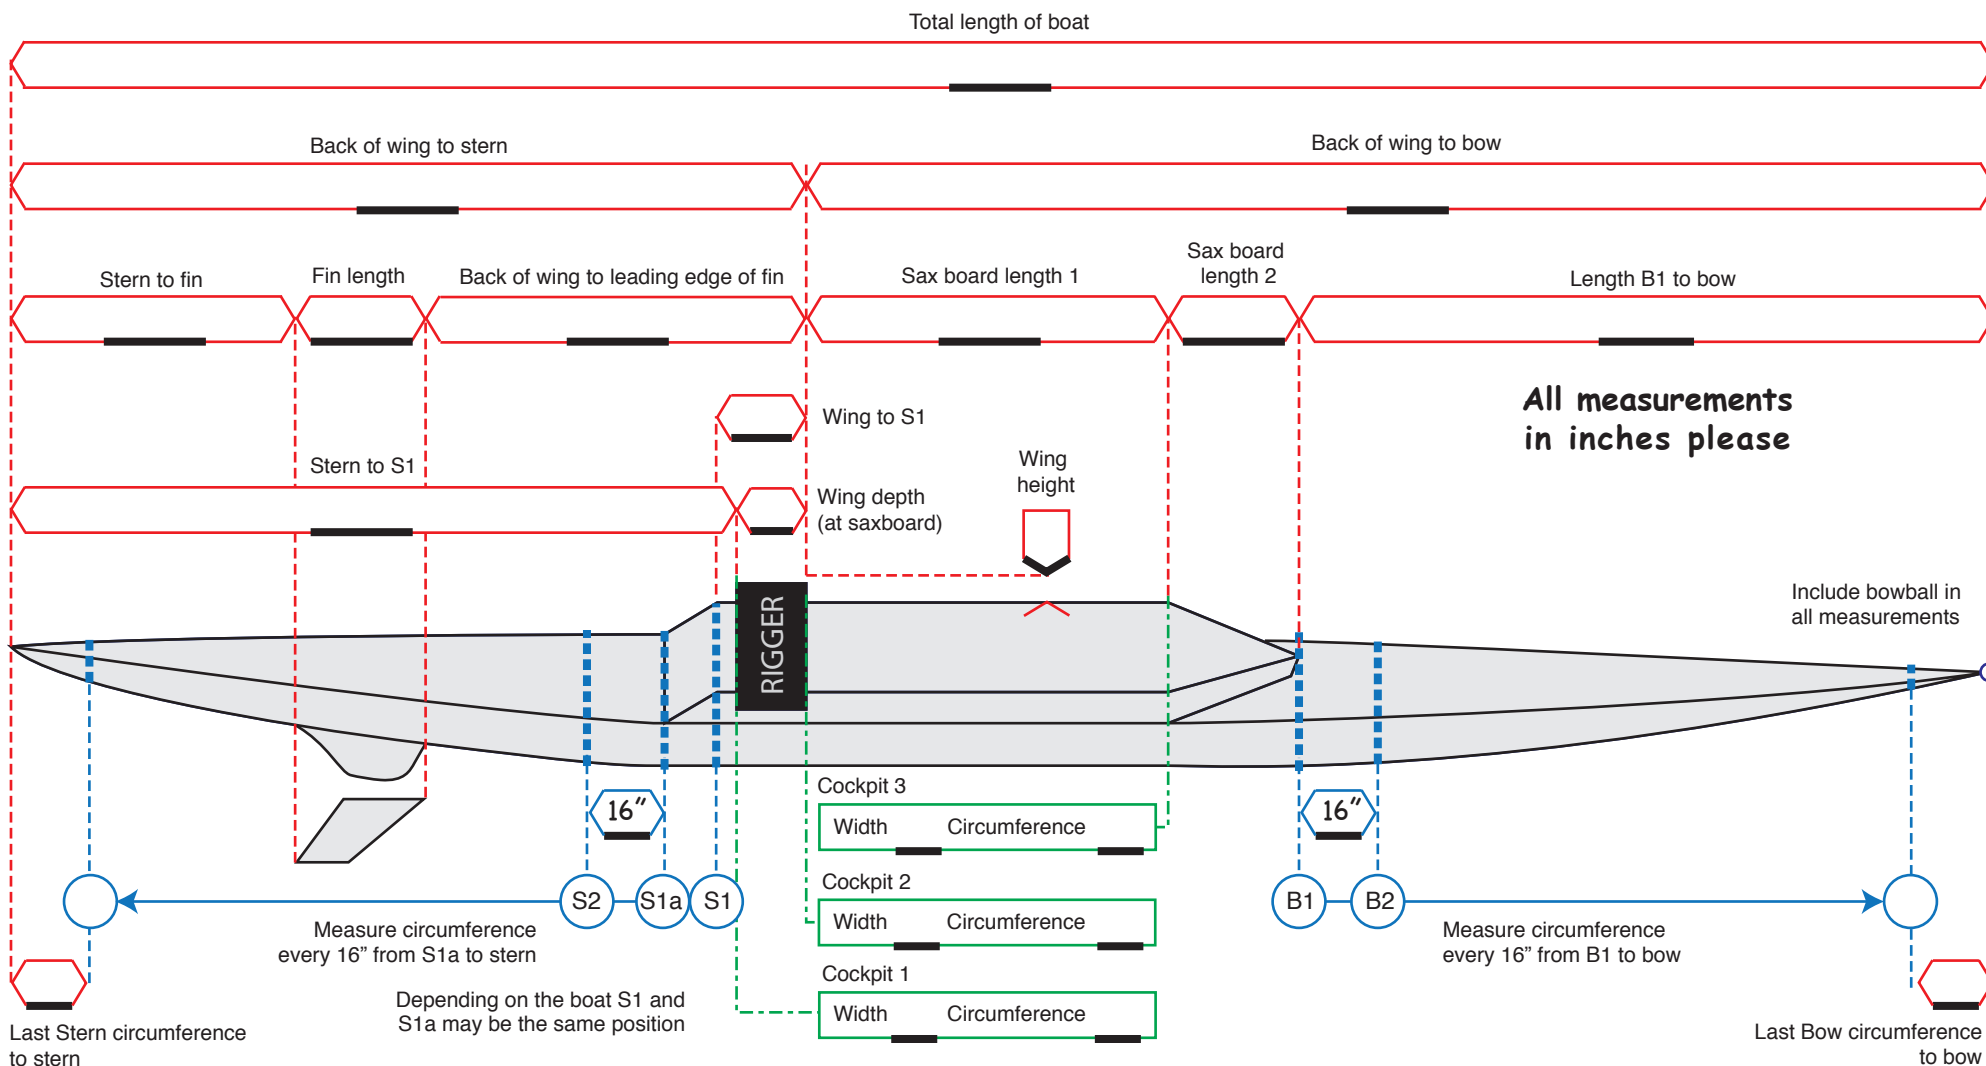 Total length of boat
Back of wing to stern
Back of wing to bow
Stern to fin
Fin length
Back of wing to leading edge of fin
Sax board length 1
Sax board
length 2
Length B1 to bow
All measurements
in inches please
Wing to S1
Stern to S1
Wing depth
(at saxboard)
Wing
height
RIGGER
Include bowball in
all measurements
16"
16"
Cockpit 3
Width Circumference
Cockpit 2
Width Circumference
Cockpit 1
Width Circumference
S2
S1a
S1
B1
B2
Measure circumference
every 16” from S1a to stern
Measure circumference
every 16” from B1 to bow
Depending on the boat S1 and
S1a may be the same position
Last Stern circumference
to stern
Last Bow circumference
to bow